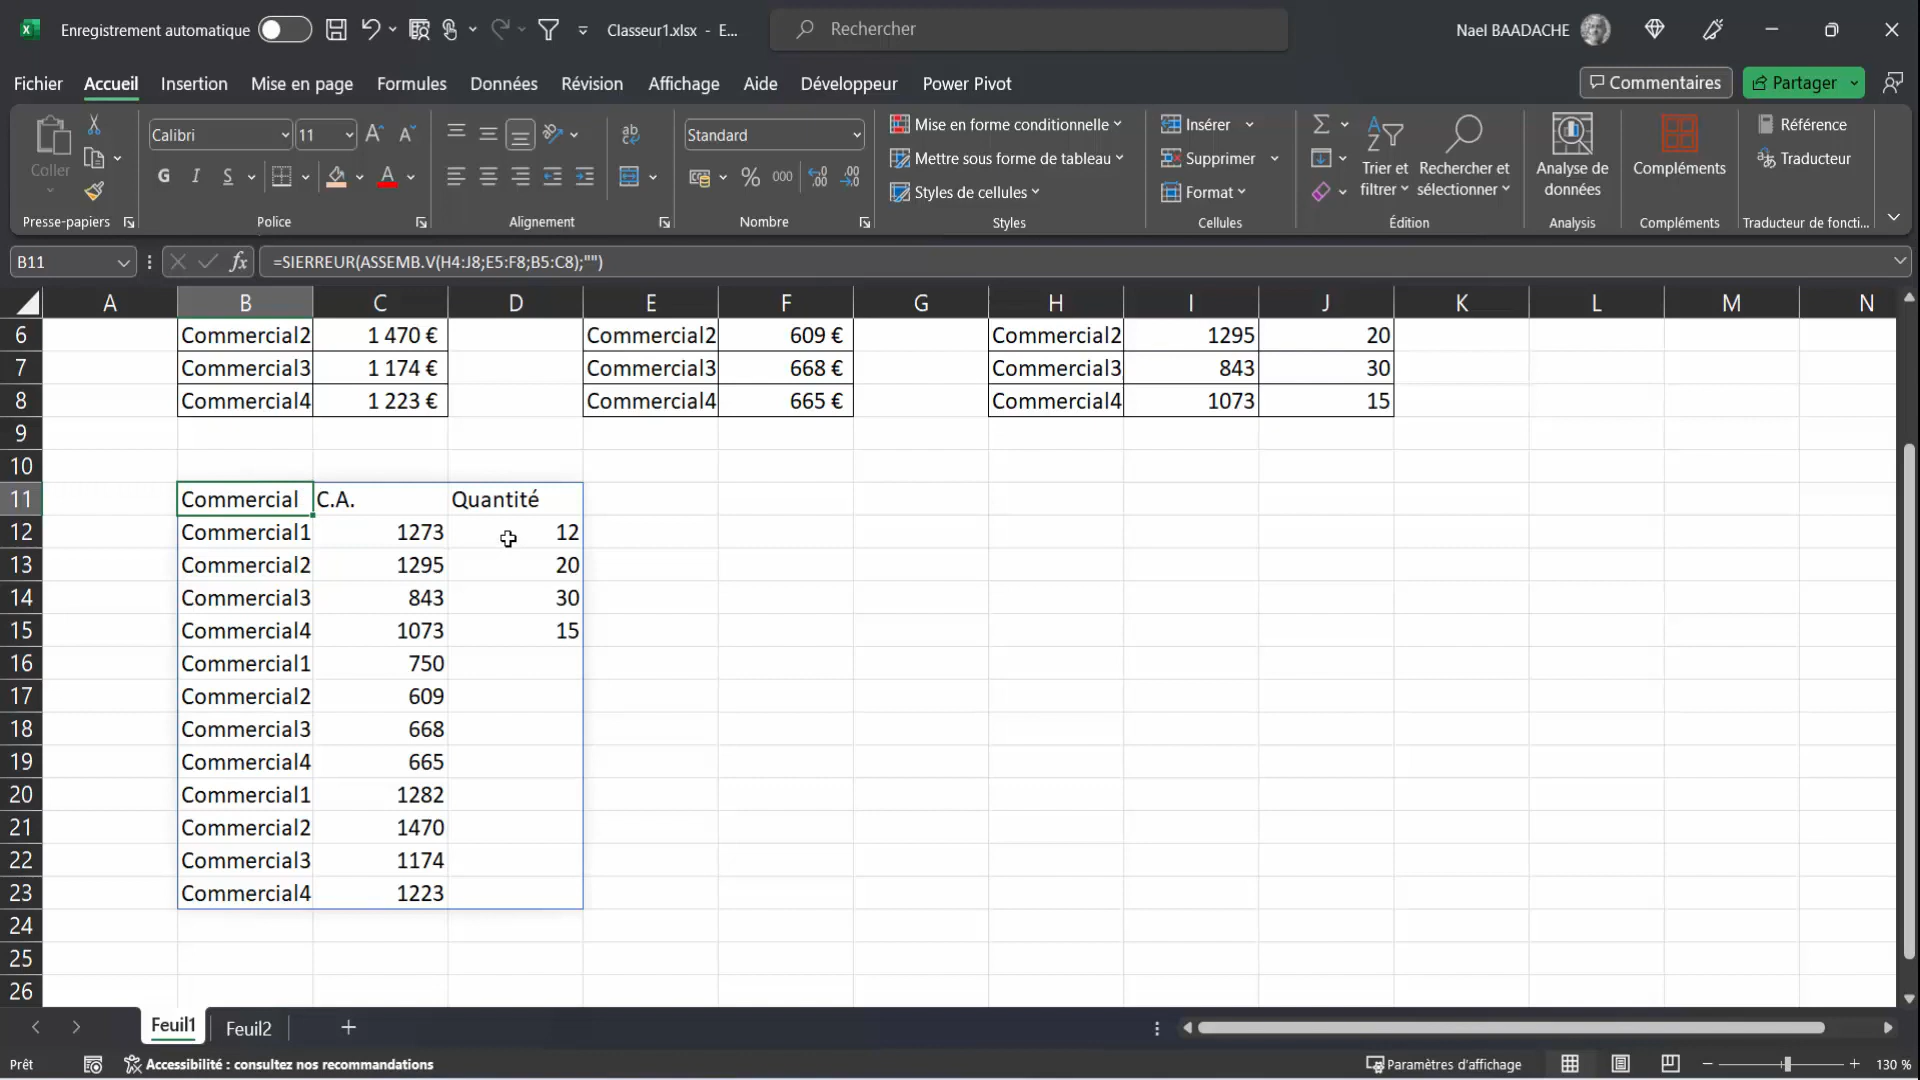 Enregistrement automatique Classeur1.xlsx - E... Rechercher Nael BAADACHE
Fichier Accueil Insertion Mise en page Formules Données Révision Affichage Aide Développeur Power Pivot Commentaires Partager
Coller
Presse-papiers
Calibri 11
G I S A
Police
Alignement
Standard
% 000
Nombre
Mise en forme conditionnelle
Mettre sous forme de tableau
Styles de cellules
Styles
Insérer
Supprimer
Format
Cellules
Trier et filtrer
Rechercher et sélectionner
Édition
Analyse de données
Analysis
Compléments
Compléments
Référence
Traducteur
Traducteur de foncti...
B11 fx =SIERREUR(ASSEMB.V(H4:J8;E5:F8;B5:C8);"")
A B C D E F G H I J K L M N
6 Commercial2 1 470 € Commercial2 609 € Commercial2 1295 20
7 Commercial3 1 174 € Commercial3 668 € Commercial3 843 30
8 Commercial4 1 223 € Commercial4 665 € Commercial4 1073 15
9
10
11 Commercial C.A. Quantité
12 Commercial1 1273 12
13 Commercial2 1295 20
14 Commercial3 843 30
15 Commercial4 1073 15
16 Commercial1 750
17 Commercial2 609
18 Commercial3 668
19 Commercial4 665
20 Commercial1 1282
21 Commercial2 1470
22 Commercial3 1174
23 Commercial4 1223
24
25
26
Feuil1 Feuil2
Prêt Accessibilité : consultez nos recommandations Paramètres d'affichage 130 %